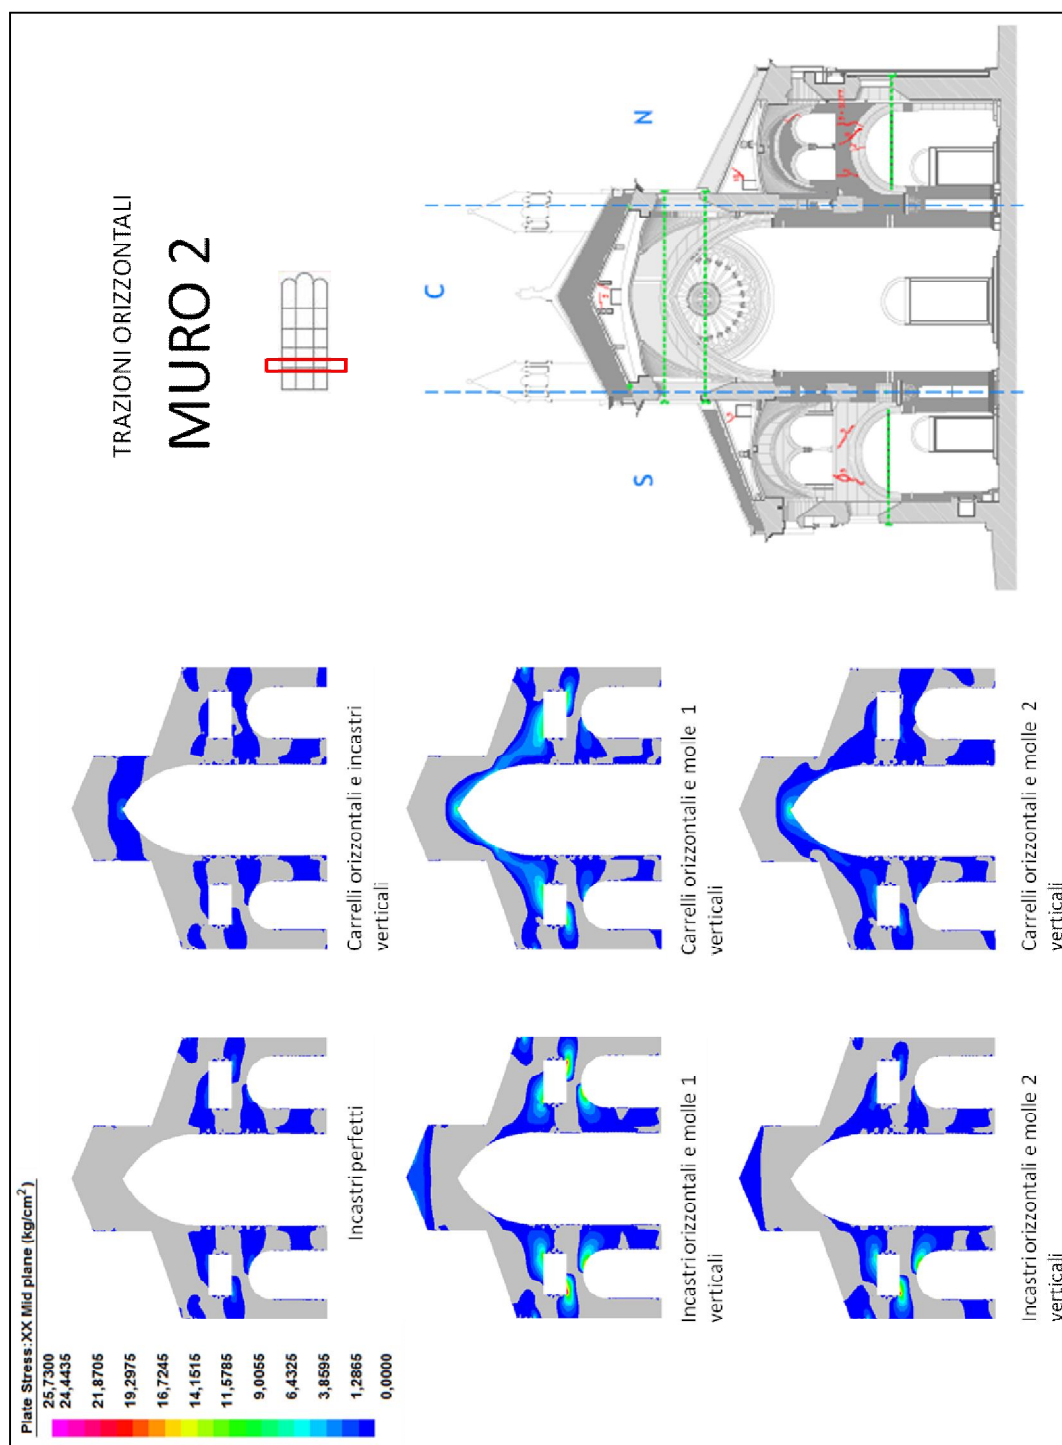 TRAZIONI ORIZZONTALI
MURO 2
Plate Stress:XX Mid plane (kg/cm²)
25,7300
24,4435
21,8705
19,2975
16,7245
14,1515
11,5785
9,0055
6,4325
3,8595
1,2865
0,0000
Incastri perfetti
Carrelli orizzontali e incastri
verticali
Incastri orizzontali e molle 1
verticali
Carrelli orizzontali e molle 1
verticali
Incastri orizzontali e molle 2
verticali
Carrelli orizzontali e molle 2
verticali
S
C
N